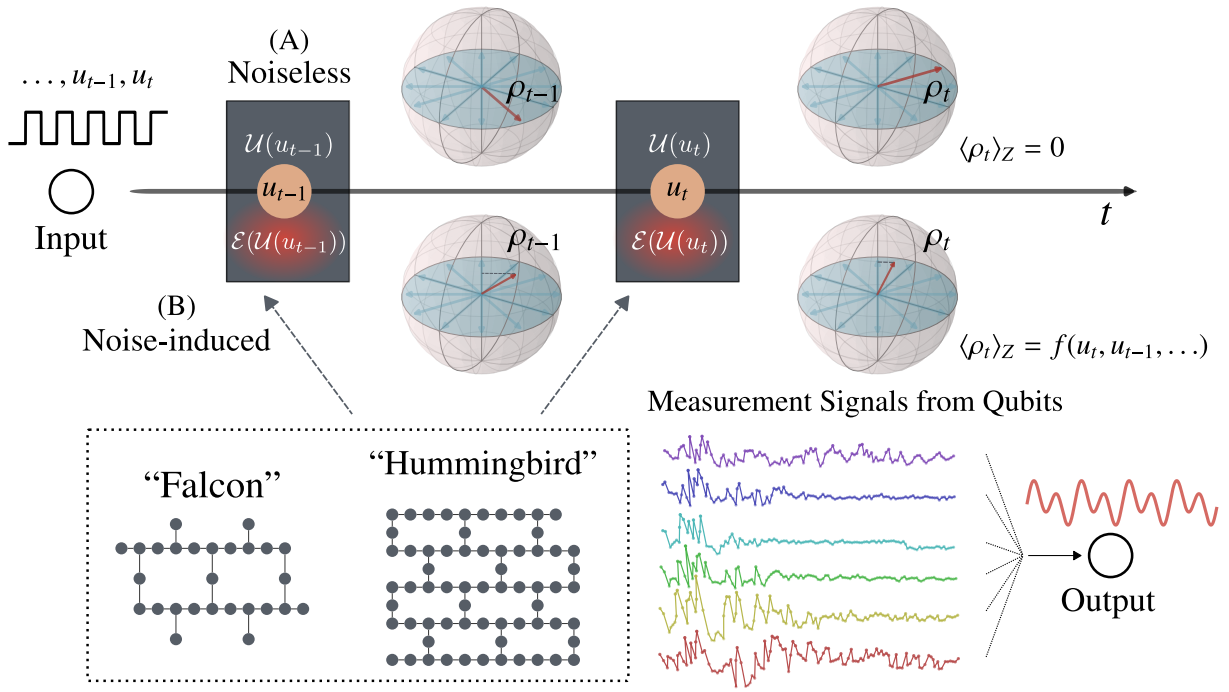 (A)
Noiseless
..., u_{t−1}, u_t
Input
𝒰(u_{t−1})
u_{t−1}
ℰ(𝒰(u_{t−1}))
ρ_{t−1}
ρ_{t−1}
𝒰(u_t)
u_t
ℰ(𝒰(u_t))
ρ_t
⟨ρ_t⟩_Z = 0
t
ρ_t
⟨ρ_t⟩_Z = f(u_t, u_{t−1}, ...)
(B)
Noise-induced
“Falcon”
“Hummingbird”
Measurement Signals from Qubits
Output